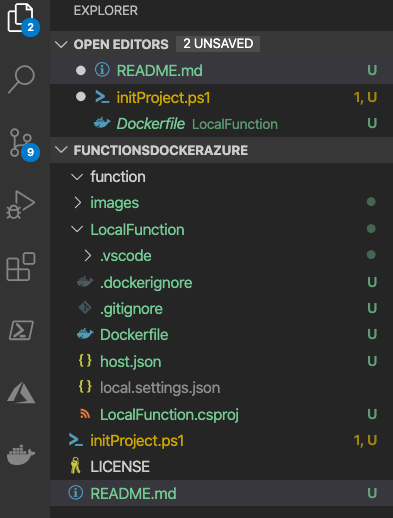 EXPLORER
2
OPEN EDITORS 2 UNSAVED
README.md U
initProject.ps1 1, U
Dockerfile LocalFunction U
9
FUNCTIONSDOCKERAZURE
function
images
LocalFunction
.vscode
.dockerignore U
.gitignore U
Dockerfile U
{ } host.json U
{ } local.settings.json
LocalFunction.csproj U
initProject.ps1 1, U
LICENSE
README.md U